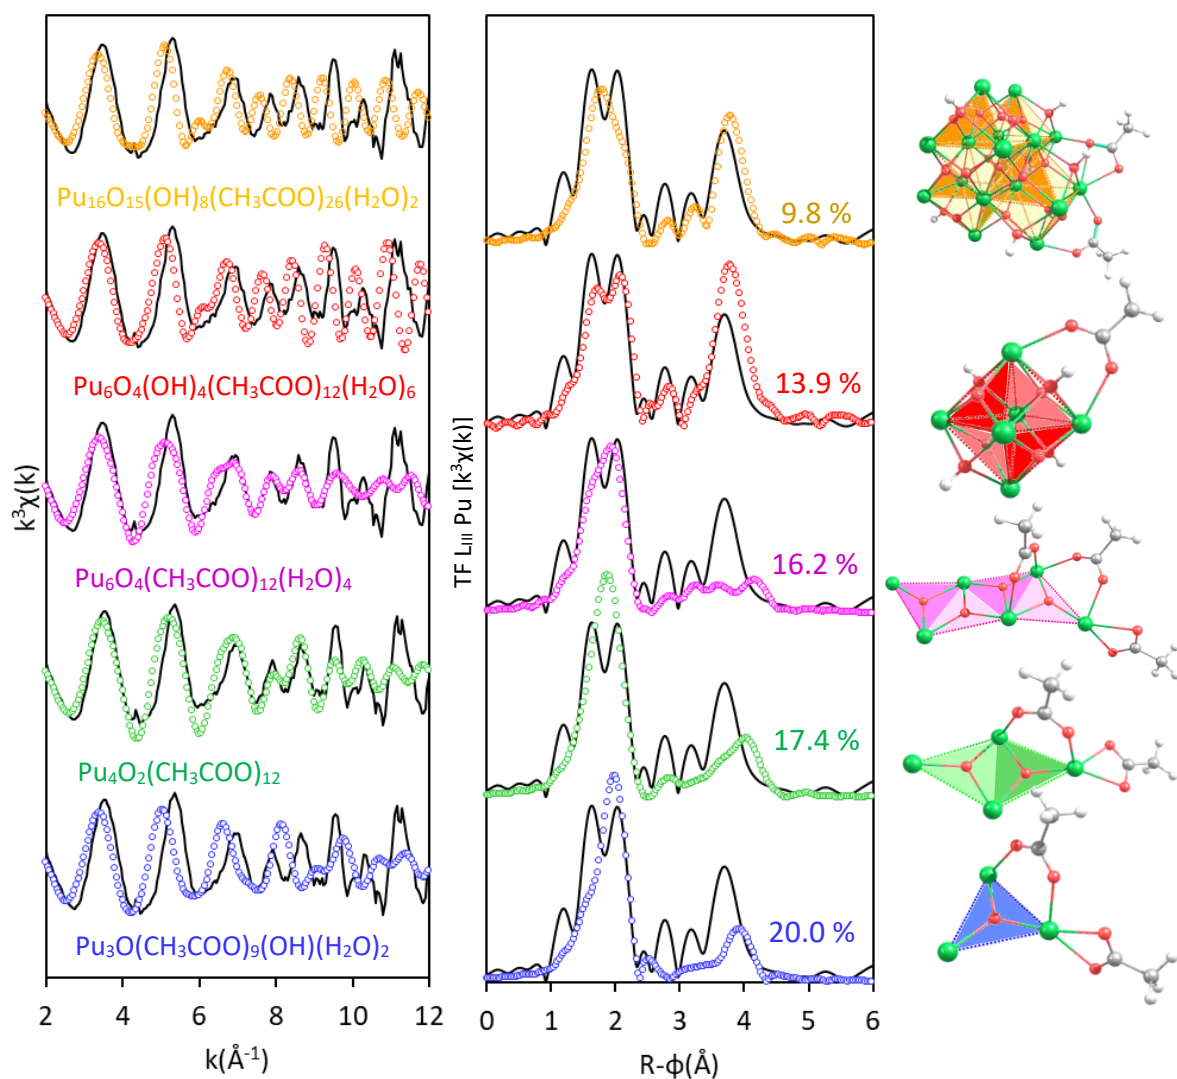 k³χ(k)
Pu₁₆O₁₅(OH)₈(CH₃COO)₂₆(H₂O)₂
Pu₆O₄(OH)₄(CH₃COO)₁₂(H₂O)₆
Pu₆O₄(CH₃COO)₁₂(H₂O)₄
Pu₄O₂(CH₃COO)₁₂
Pu₃O(CH₃COO)₉(OH)(H₂O)₂
2 4 6 8 10 12
k(Å⁻¹)
TF L_III Pu [k³χ(k)]
9.8 %
13.9 %
16.2 %
17.4 %
20.0 %
0 1 2 3 4 5 6
R-ϕ(Å)